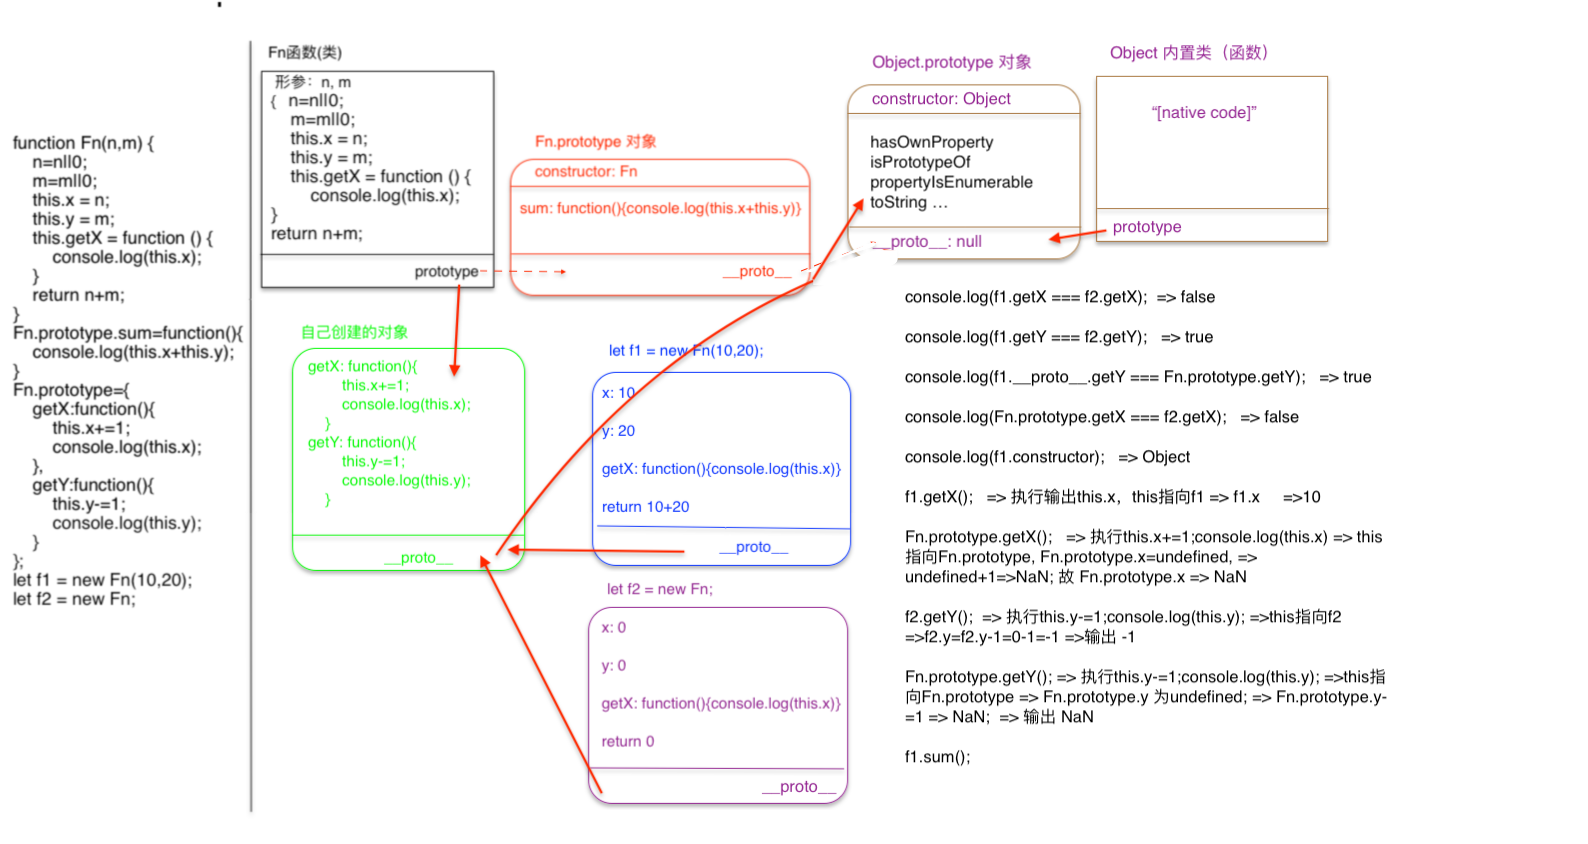 function Fn(n,m) {
n=n||0;
m=m||0;
this.x = n;
this.y = m;
this.getX = function () {
console.log(this.x);
}
return n+m;
}
Fn.prototype.sum=function(){
console.log(this.x+this.y);
}
Fn.prototype={
getX:function(){
this.x+=1;
console.log(this.x);
},
getY:function(){
this.y-=1;
console.log(this.y);
}
};
let f1 = new Fn(10,20);
let f2 = new Fn;
Fn函数(类)
形参：n, m
{ n=n||0;
m=m||0;
this.x = n;
this.y = m;
this.getX = function () {
console.log(this.x);
}
return n+m;
prototype
Fn.prototype 对象
constructor: Fn
sum: function(){console.log(this.x+this.y)}
__proto__
Object.prototype 对象
constructor: Object
hasOwnProperty
isPrototypeOf
propertyIsEnumerable
toString ...
__proto__: null
Object 内置类（函数）
“[native code]”
prototype
自己创建的对象
getX: function(){
this.x+=1;
console.log(this.x);
}
getY: function(){
this.y-=1;
console.log(this.y);
}
__proto__
let f1 = new Fn(10,20);
x: 10
y: 20
getX: function(){console.log(this.x)}
return 10+20
__proto__
let f2 = new Fn;
x: 0
y: 0
getX: function(){console.log(this.x)}
return 0
__proto__
console.log(f1.getX === f2.getX); => false
console.log(f1.getY === f2.getY); => true
console.log(f1.__proto__.getY === Fn.prototype.getY); => true
console.log(Fn.prototype.getX === f2.getX); => false
console.log(f1.constructor); => Object
f1.getX(); => 执行输出this.x，this指向f1 => f1.x =>10
Fn.prototype.getX(); => 执行this.x+=1;console.log(this.x) => this
指向Fn.prototype, Fn.prototype.x=undefined, =>
undefined+1=>NaN; 故 Fn.prototype.x => NaN
f2.getY(); => 执行this.y-=1;console.log(this.y); =>this指向f2
=>f2.y=f2.y-1=0-1=-1 =>输出 -1
Fn.prototype.getY(); => 执行this.y-=1;console.log(this.y); =>this指
向Fn.prototype => Fn.prototype.y 为undefined; => Fn.prototype.y-
=1 => NaN; => 输出 NaN
f1.sum();